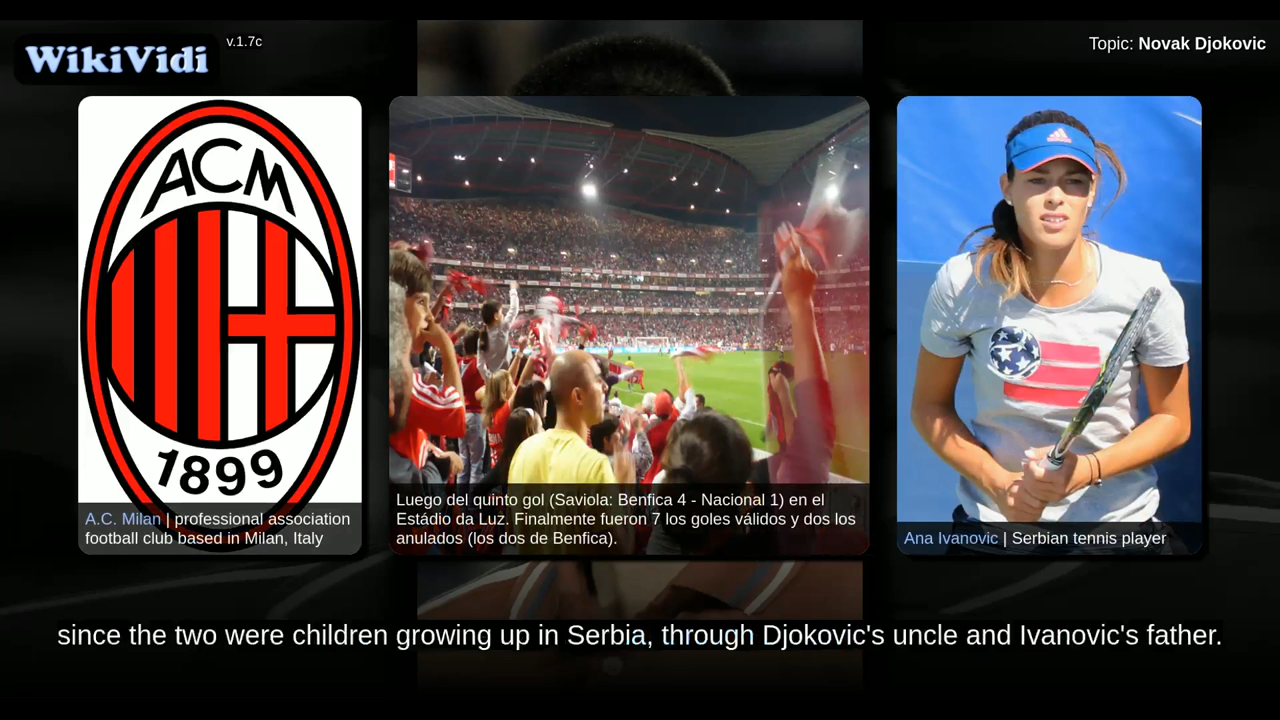 WikiVidi
v.1.7c
Topic: Novak Djokovic
ACM
1899
A.C. Milan | professional association
football club based in Milan, Italy
Luego del quinto gol (Saviola: Benfica 4 - Nacional 1) en el
Estádio da Luz. Finalmente fueron 7 los goles válidos y dos los
anulados (los dos de Benfica).
Ana Ivanovic | Serbian tennis player
since the two were children growing up in Serbia, through Djokovic's uncle and Ivanovic's father.